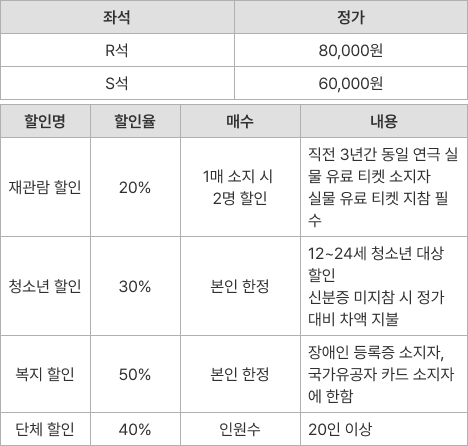 좌석 정가
R석 80,000원
S석 60,000원
할인명 할인율 매수 내용
재관람 할인 20% 1매 소지 시
2명 할인 직전 3년간 동일 연극 실
물 유료 티켓 소지자
실물 유료 티켓 지참 필
수
청소년 할인 30% 본인 한정 12~24세 청소년 대상
할인
신분증 미지참 시 정가
대비 차액 지불
복지 할인 50% 본인 한정 장애인 등록증 소지자,
국가유공자 카드 소지자
에 한함
단체 할인 40% 인원수 20인 이상